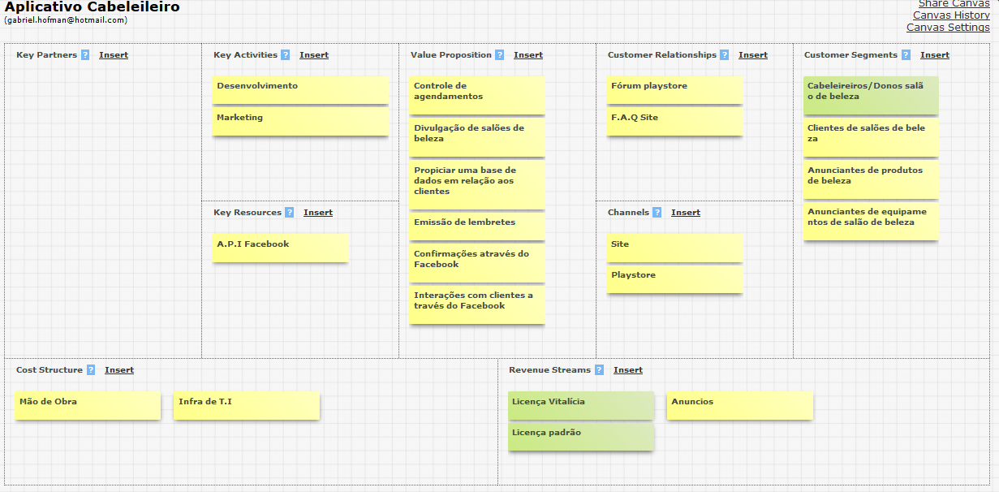 Aplicativo Cabeleileiro
(gabriel.hofman@hotmail.com)
Share Canvas
Canvas History
Canvas Settings
Key Partners ? Insert
Key Activities ? Insert
Desenvolvimento
Marketing
Key Resources ? Insert
A.P.I Facebook
Value Proposition ? Insert
Controle de
agendamentos
Divulgação de salões de
beleza
Propiciar uma base de
dados em relação aos
clientes
Emissão de lembretes
Confirmações através do
Facebook
Interações com clientes a
través do Facebook
Customer Relationships ? Insert
Fórum playstore
F.A.Q Site
Channels ? Insert
Site
Playstore
Customer Segments ? Insert
Cabeleireiros/Donos salã
o de beleza
Clientes de salões de bele
za
Anunciantes de produtos
de beleza
Anunciantes de equipame
ntos de salão de beleza
Cost Structure ? Insert
Mão de Obra
Infra de T.I
Revenue Streams ? Insert
Licença Vitalícia
Anuncios
Licença padrão